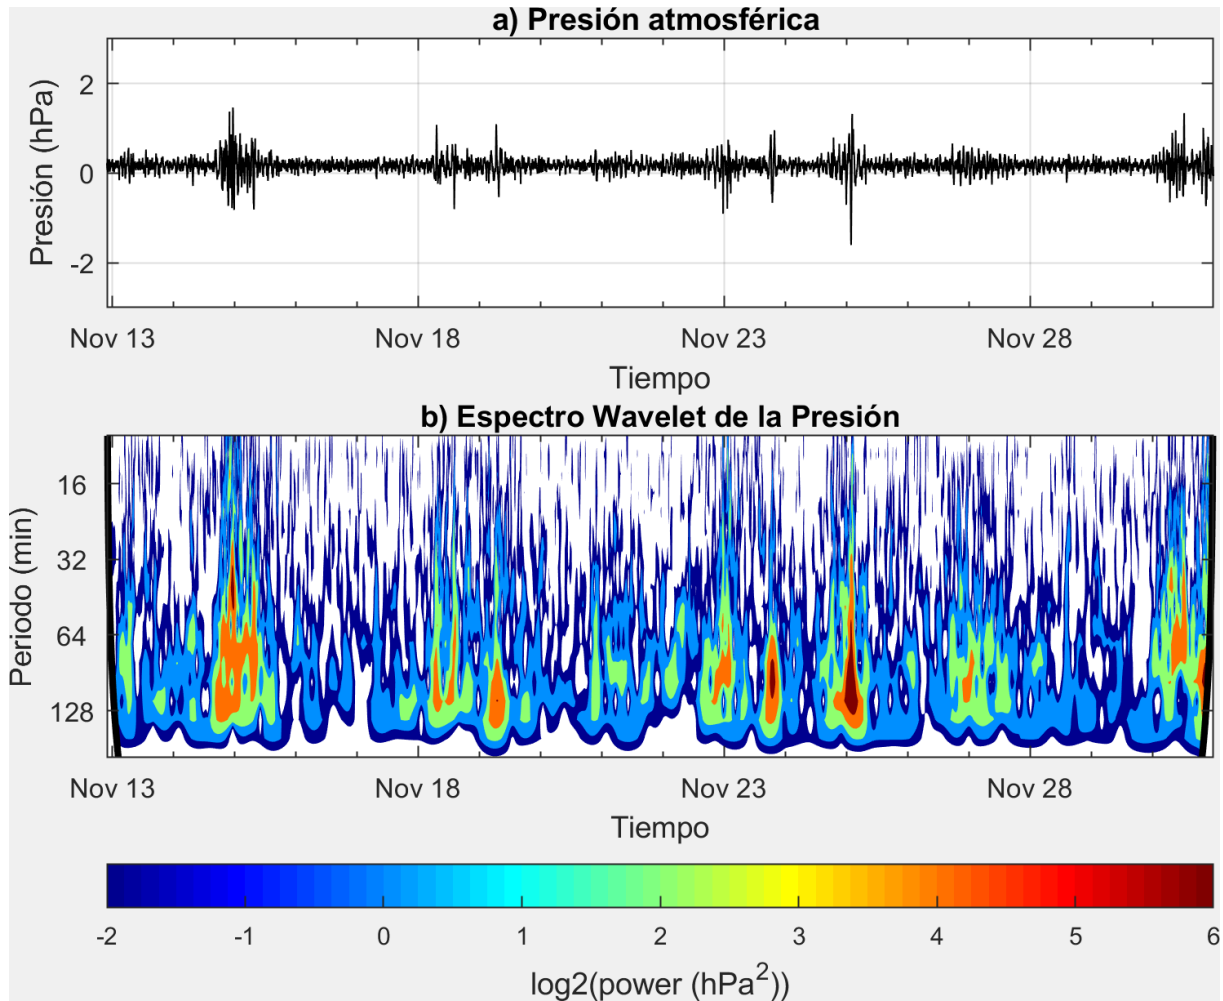 a) Presión atmosférica
Presión (hPa)
2
0
-2
Nov 13 Nov 18 Nov 23 Nov 28
Tiempo
b) Espectro Wavelet de la Presión
Periodo (min)
16
32
64
128
Nov 13 Nov 18 Nov 23 Nov 28
Tiempo
-2 -1 0 1 2 3 4 5 6
log2(power (hPa²))